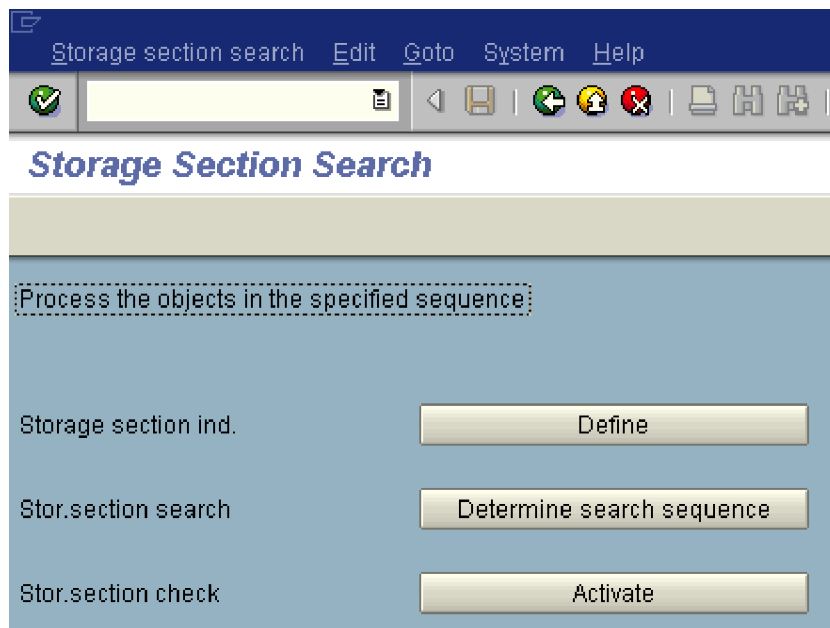 Storage section search Edit Goto System Help
Storage Section Search
Process the objects in the specified sequence
Storage section ind. Define
Stor.section search Determine search sequence
Stor.section check Activate